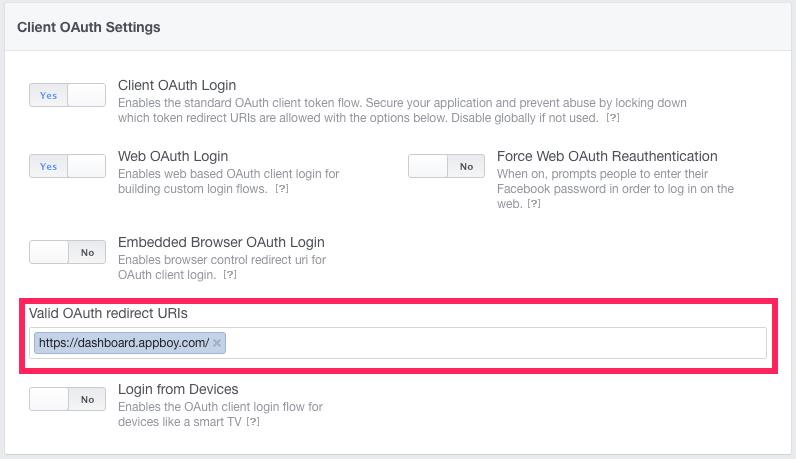 Client OAuth Settings
Yes
Client OAuth Login
Enables the standard OAuth client token flow. Secure your application and prevent abuse by locking down
which token redirect URIs are allowed with the options below. Disable globally if not used. [?]
Yes
Web OAuth Login
Enables web based OAuth client login for
building custom login flows. [?]
No
Force Web OAuth Reauthentication
When on, prompts people to enter their
Facebook password in order to log in on the
web. [?]
No
Embedded Browser OAuth Login
Enables browser control redirect uri for
OAuth client login. [?]
Valid OAuth redirect URIs
https://dashboard.appboy.com/ ×
No
Login from Devices
Enables the OAuth client login flow for
devices like a smart TV [?]